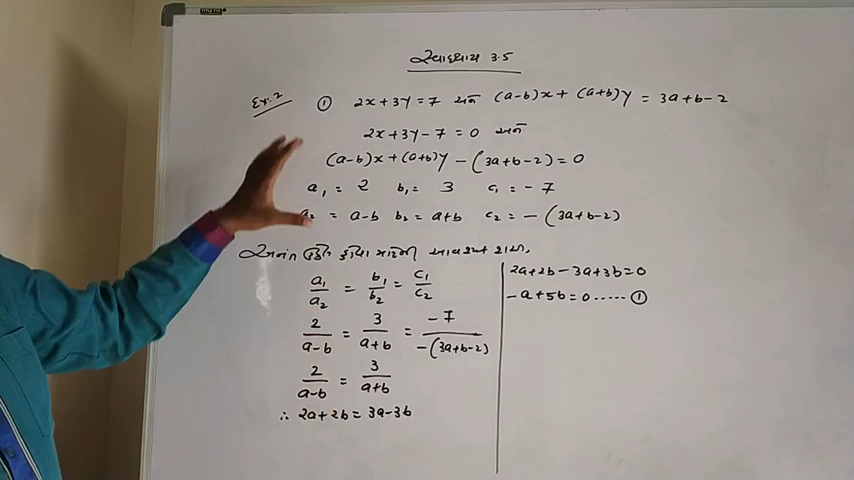 સ્વાધ્યાય 3.5
Ex.2 ① 2x+3y=7 અને (a-b)x+(a+b)y = 3a+b-2
2x+3y-7=0 અને
(a-b)x+(a+b)y-(3a+b-2)=0
a₁ = 2 b₁= 3 c₁=-7
a₂ = a-b b₂ = a+b c₂ = -(3a+b-2)
અનંત ઉકેલ હોવા માટેની આવશ્યક શરત,
a₁/a₂ = b₁/b₂ = c₁/c₂
2/(a-b) = 3/(a+b) = -7/-(3a+b-2)
2/(a-b) = 3/(a+b)
∴ 2a+2b=3a-3b
2a+2b-3a+3b=0
-a+5b=0 ..... ①